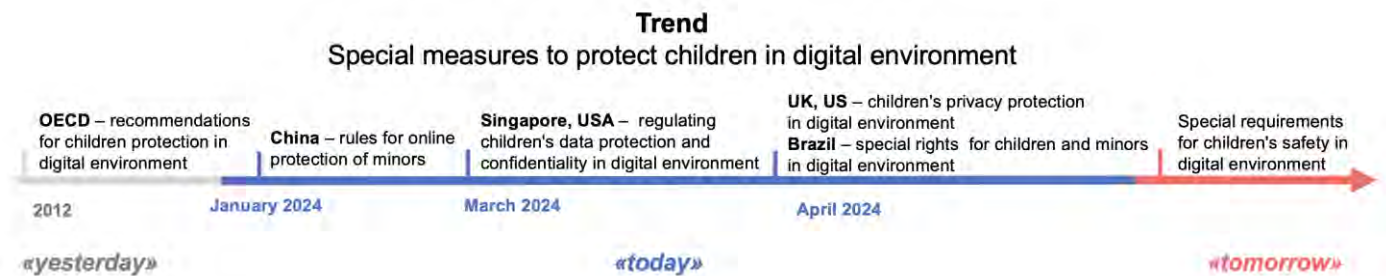 Trend
Special measures to protect children in digital environment
OECD – recommendations
for children protection in
digital environment
China – rules for online
protection of minors
Singapore, USA – regulating
children's data protection and
confidentiality in digital environment
UK, US – children's privacy protection
in digital environment
Brazil – special rights for children and minors
in digital environment
Special requirements
for children's safety in
digital environment
2012
January 2024
March 2024
April 2024
«yesterday»
«today»
«tomorrow»